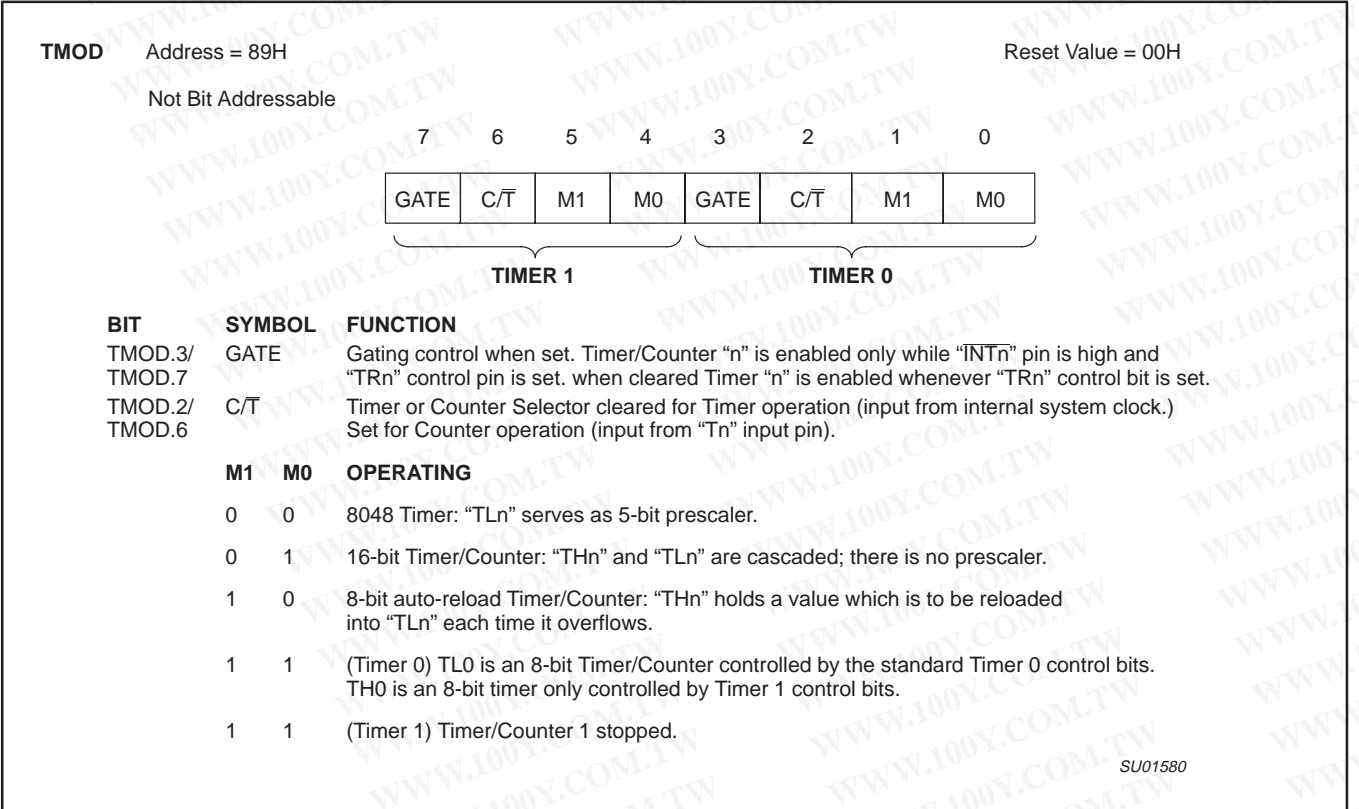 TMOD Address = 89H Reset Value = 00H
Not Bit Addressable
7 6 5 4 3 2 1 0
GATE C/T̅ M1 M0 GATE C/T̅ M1 M0
TIMER 1 TIMER 0
BIT SYMBOL FUNCTION
TMOD.3/ GATE Gating control when set. Timer/Counter “n” is enabled only while “I̅N̅T̅n̅” pin is high and
TMOD.7 “TRn” control pin is set. when cleared Timer “n” is enabled whenever “TRn” control bit is set.
TMOD.2/ C/T̅ Timer or Counter Selector cleared for Timer operation (input from internal system clock.)
TMOD.6 Set for Counter operation (input from “Tn” input pin).
M1 M0 OPERATING
0 0 8048 Timer: “TLn” serves as 5-bit prescaler.
0 1 16-bit Timer/Counter: “THn” and “TLn” are cascaded; there is no prescaler.
1 0 8-bit auto-reload Timer/Counter: “THn” holds a value which is to be reloaded
into “TLn” each time it overflows.
1 1 (Timer 0) TL0 is an 8-bit Timer/Counter controlled by the standard Timer 0 control bits.
TH0 is an 8-bit timer only controlled by Timer 1 control bits.
1 1 (Timer 1) Timer/Counter 1 stopped.
SU01580
WWW.100Y.COM.TW